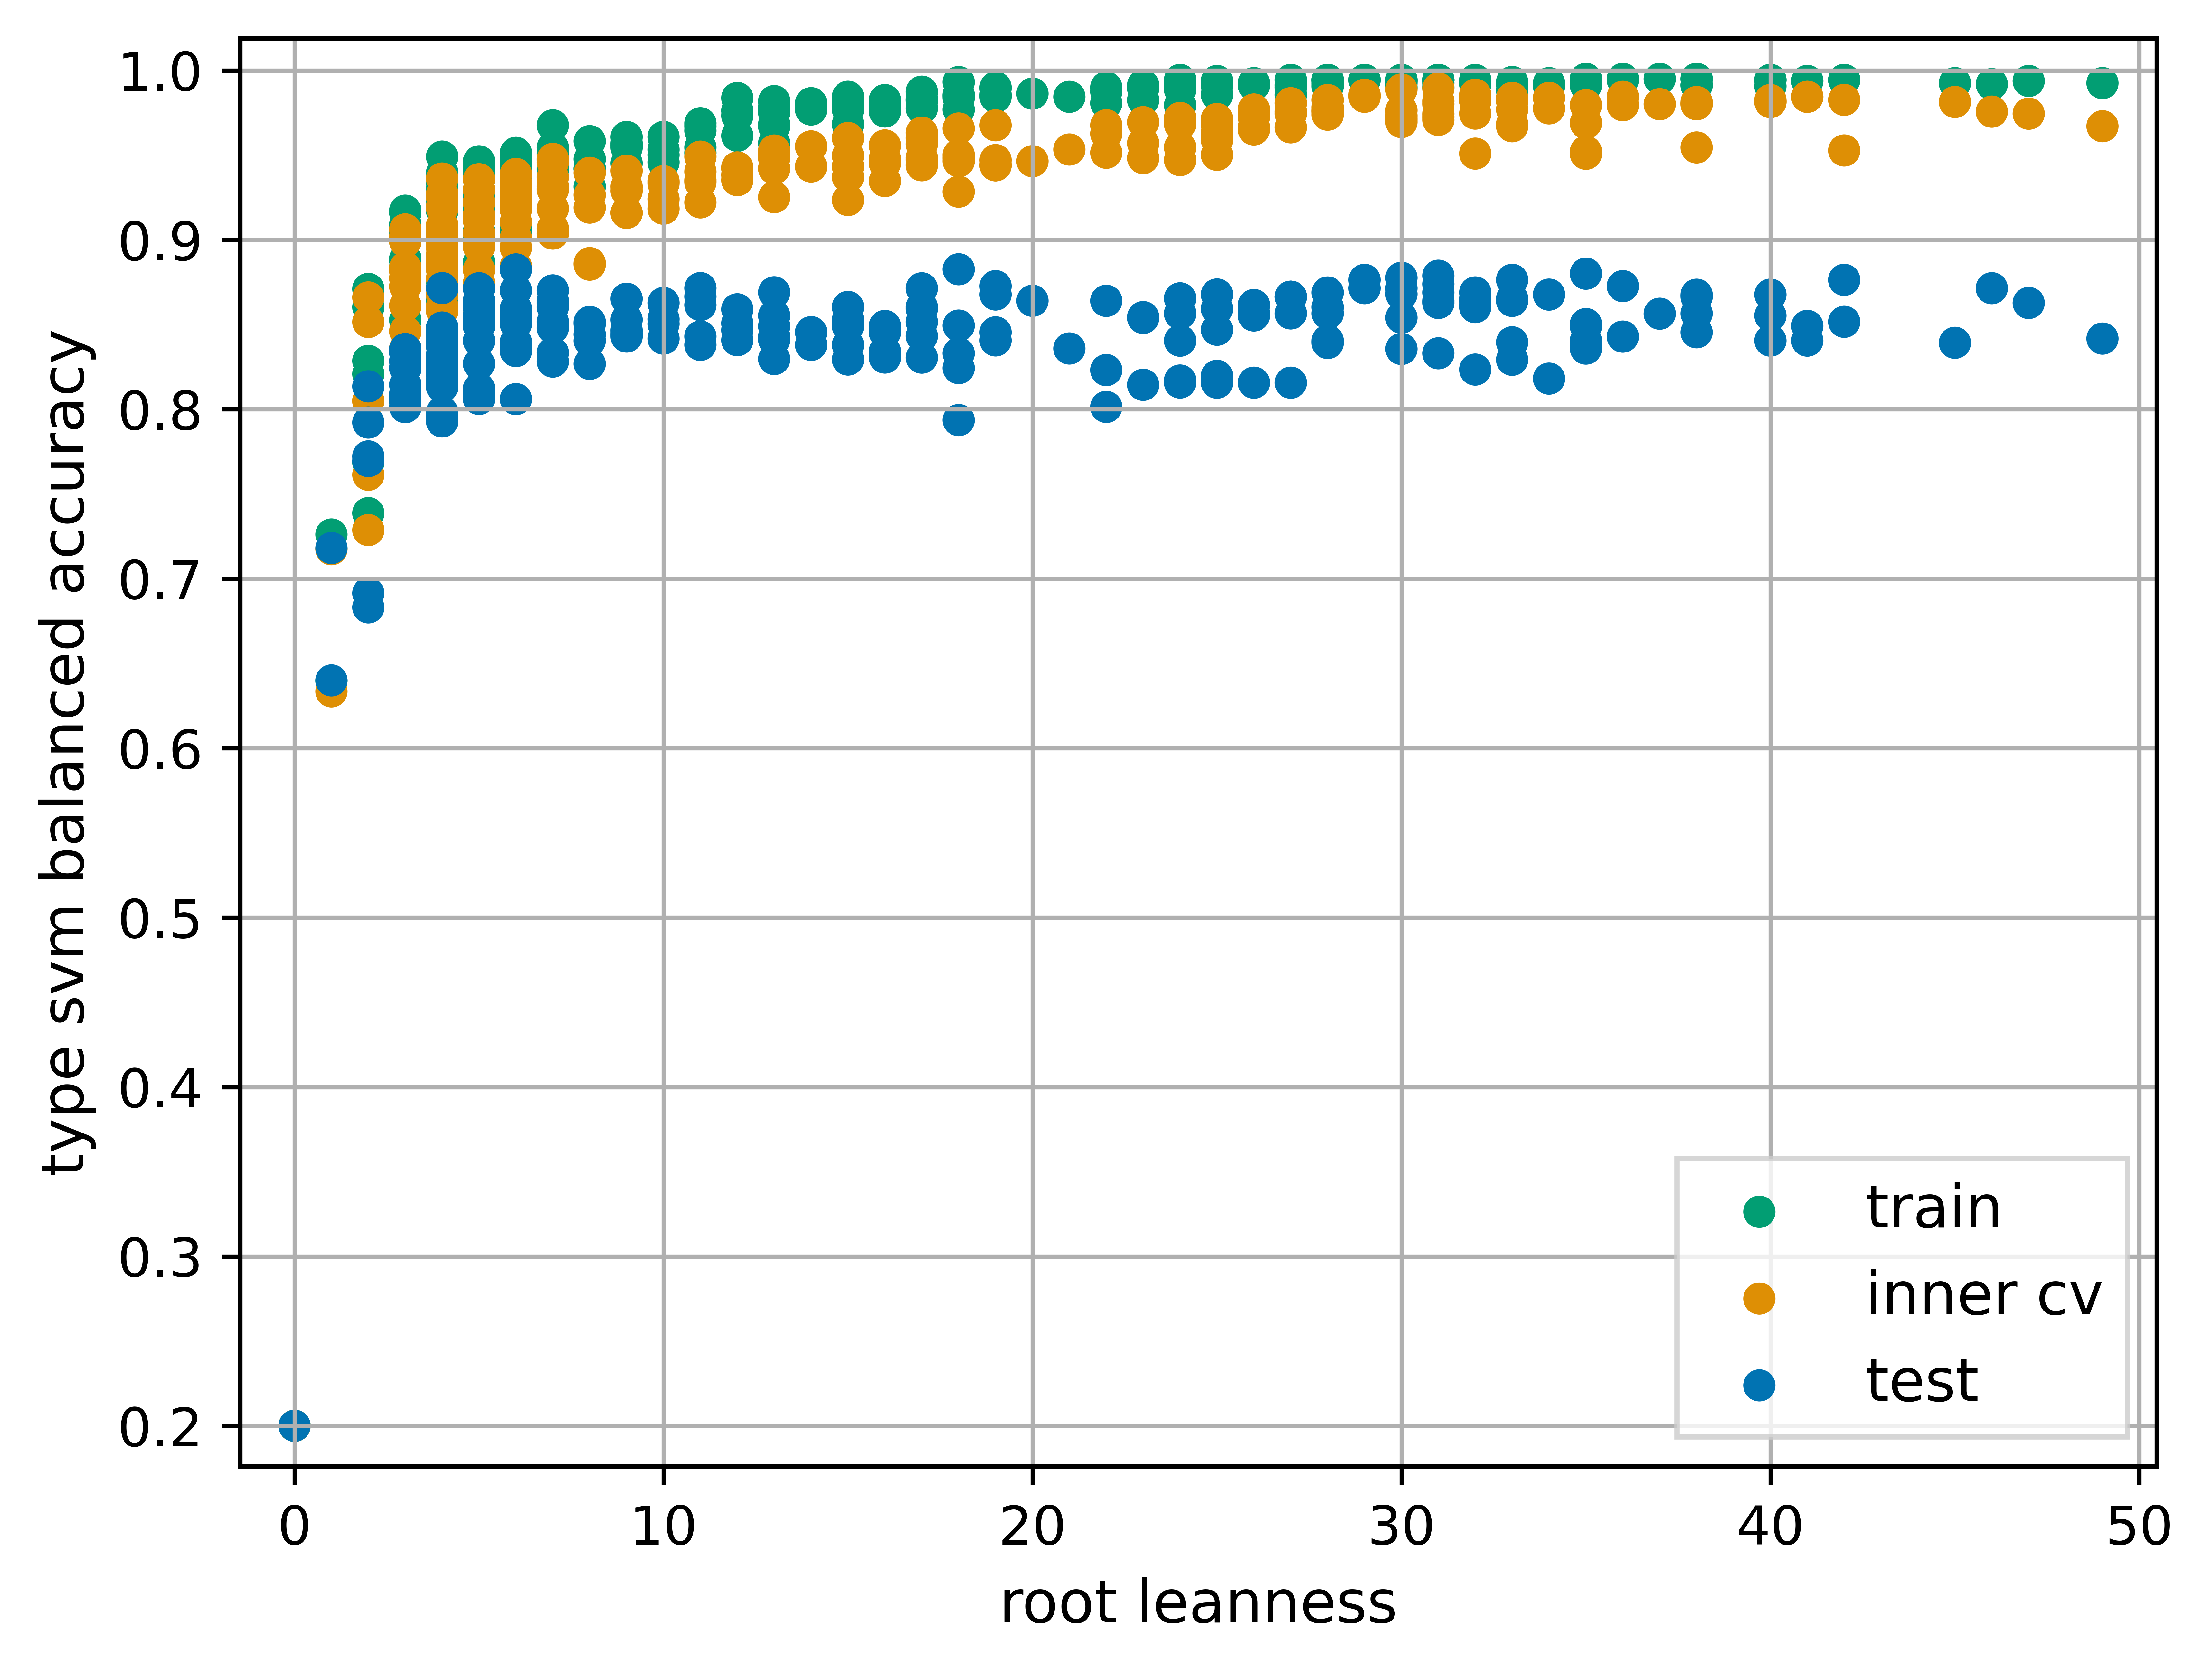 1.0
0.9
0.8
0.7
0.6
0.5
0.4
0.3
0.2
type svm balanced accuracy
train
inner cv
test
0 10 20 30 40 50
root leanness